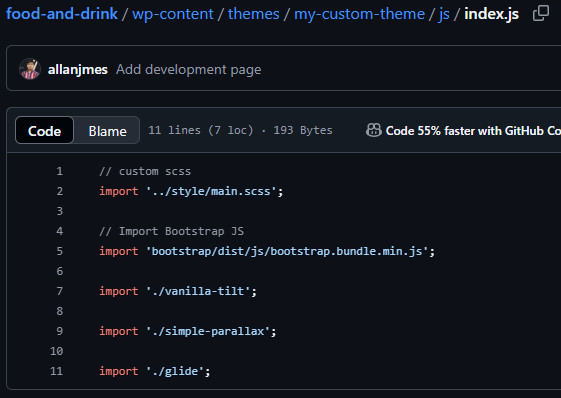 food-and-drink / wp-content / themes / my-custom-theme / js / index.js
allanjmes Add development page
Code Blame 11 lines (7 loc) · 193 Bytes Code 55% faster with GitHub Co
1 // custom scss
2 import '../style/main.scss';
3
4 // Import Bootstrap JS
5 import 'bootstrap/dist/js/bootstrap.bundle.min.js';
6
7 import './vanilla-tilt';
8
9 import './simple-parallax';
10
11 import './glide';